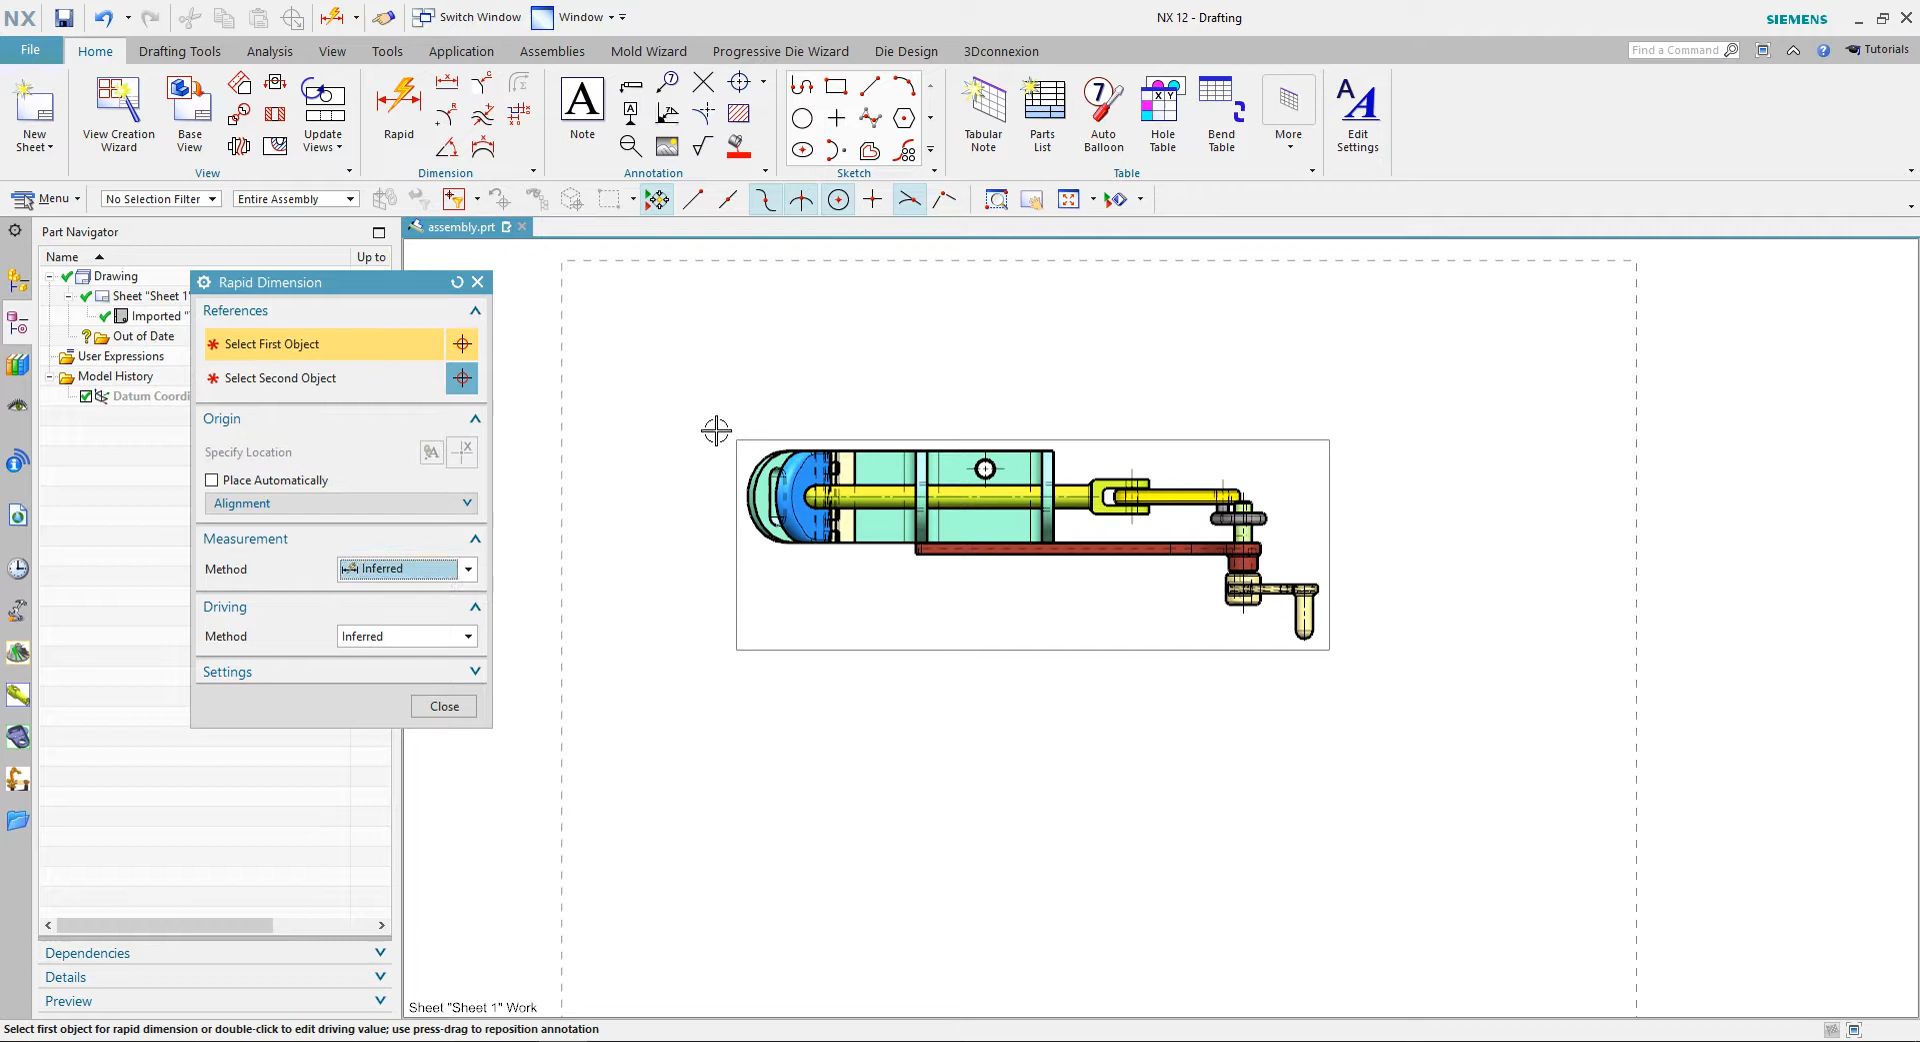 NX
Switch Window
Window
NX 12 - Drafting
SIEMENS
File
Home
Drafting Tools
Analysis
View
Tools
Application
Assemblies
Mold Wizard
Progressive Die Wizard
Die Design
3Dconnexion
Find a Command
Tutorials
New Sheet
View Creation Wizard
Base View
Update Views
Rapid
A
Note
Tabular Note
Parts List
Auto Balloon
Hole Table
Bend Table
More
Edit Settings
View
Dimension
Annotation
Sketch
Table
Menu
No Selection Filter
Entire Assembly
Part Navigator
assembly.prt
Name
Up to
Drawing
Sheet "Sheet 1"
Imported "
Out of Date
User Expressions
Model History
Datum Coordi
Rapid Dimension
References
* Select First Object
* Select Second Object
Origin
Specify Location
Place Automatically
Alignment
Measurement
Method
Inferred
Driving
Method
Inferred
Settings
Close
Dependencies
Details
Preview
Sheet "Sheet 1" Work
Select first object for rapid dimension or double-click to edit driving value; use press-drag to reposition annotation